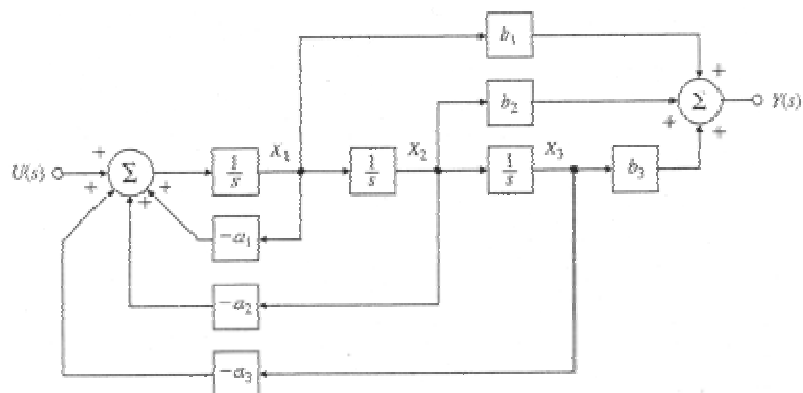 b₁
+
b₂
Σ
Y(s)
+
+
X₁
X₂
X₃
U(s)
+
+
Σ
+
+
1/s
1/s
1/s
b₃
−a₁
−a₂
−a₃